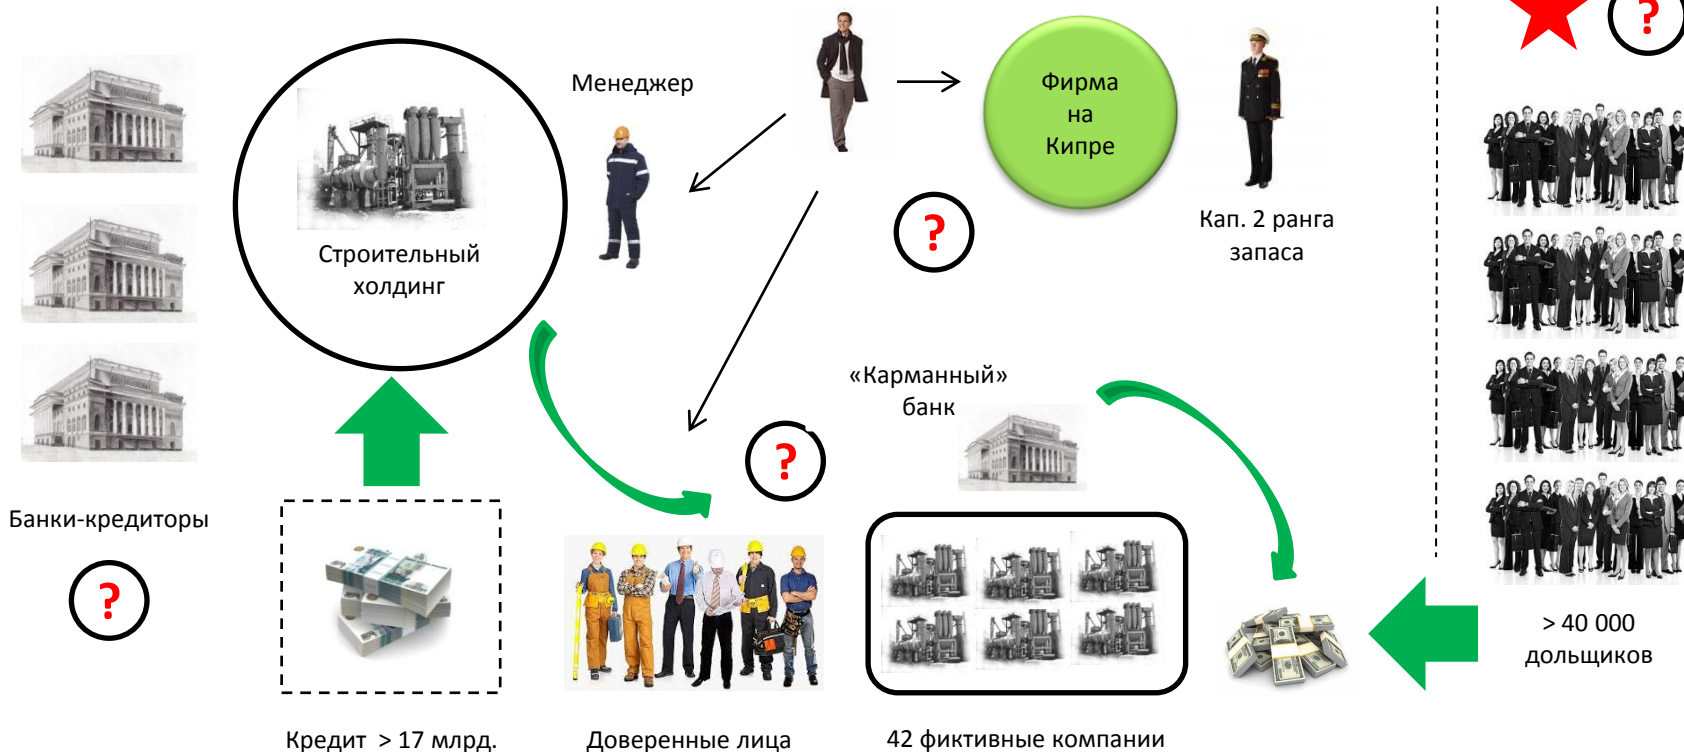 ?
Менеджер
Фирма
на
Кипре
Строительный
холдинг
?
Кап. 2 ранга
запаса
«Карманный»
банк
?
Банки-кредиторы
?
> 40 000
дольщиков
Кредит > 17 млрд.
Доверенные лица
42 фиктивные компании